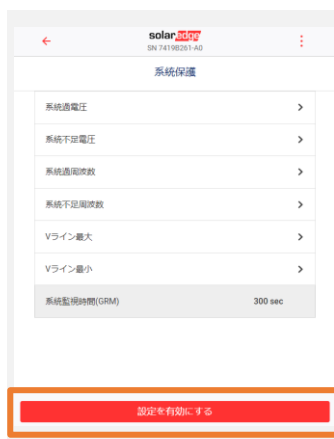 solaredge
SN 7419B261-A0
系統保護
系統過電圧
系統不足電圧
系統過周波数
系統不足周波数
Vライン最大
Vライン最小
系統監視時間(GRM) 300 sec
設定を有効にする